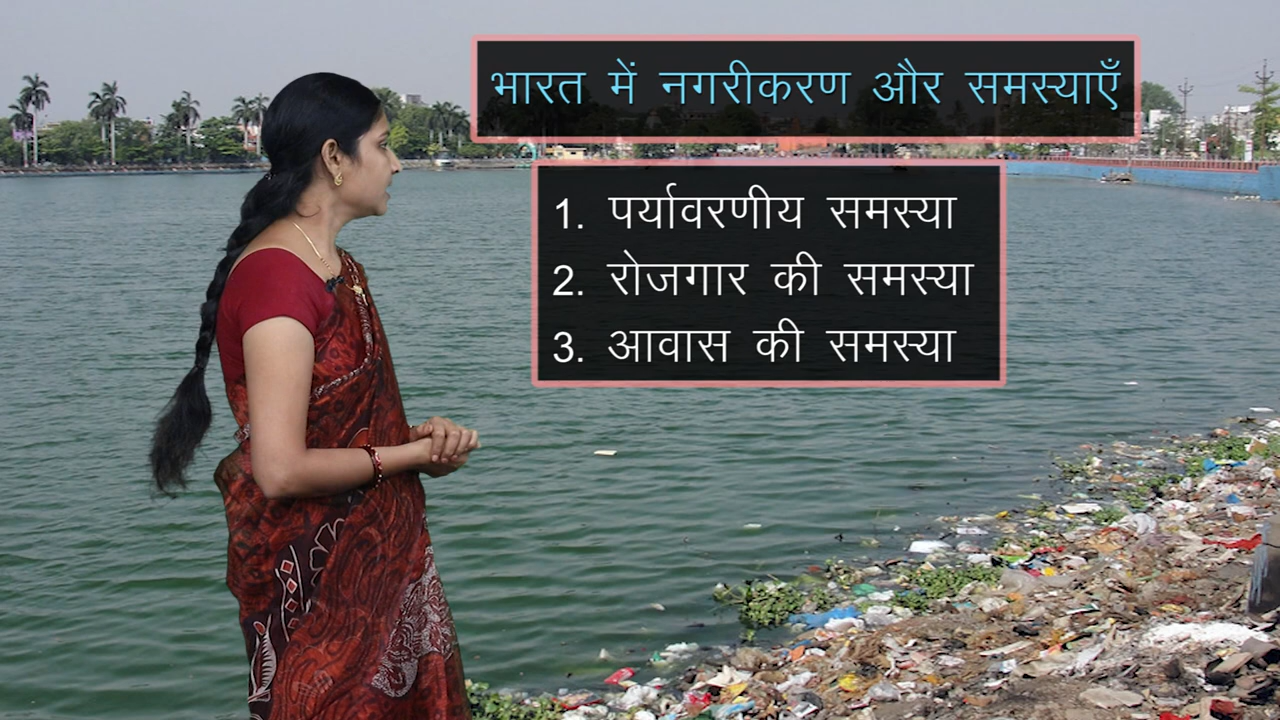 भारत में नगरीकरण और समस्याएँ
1. पर्यावरणीय समस्या
2. रोजगार की समस्या
3. आवास की समस्या